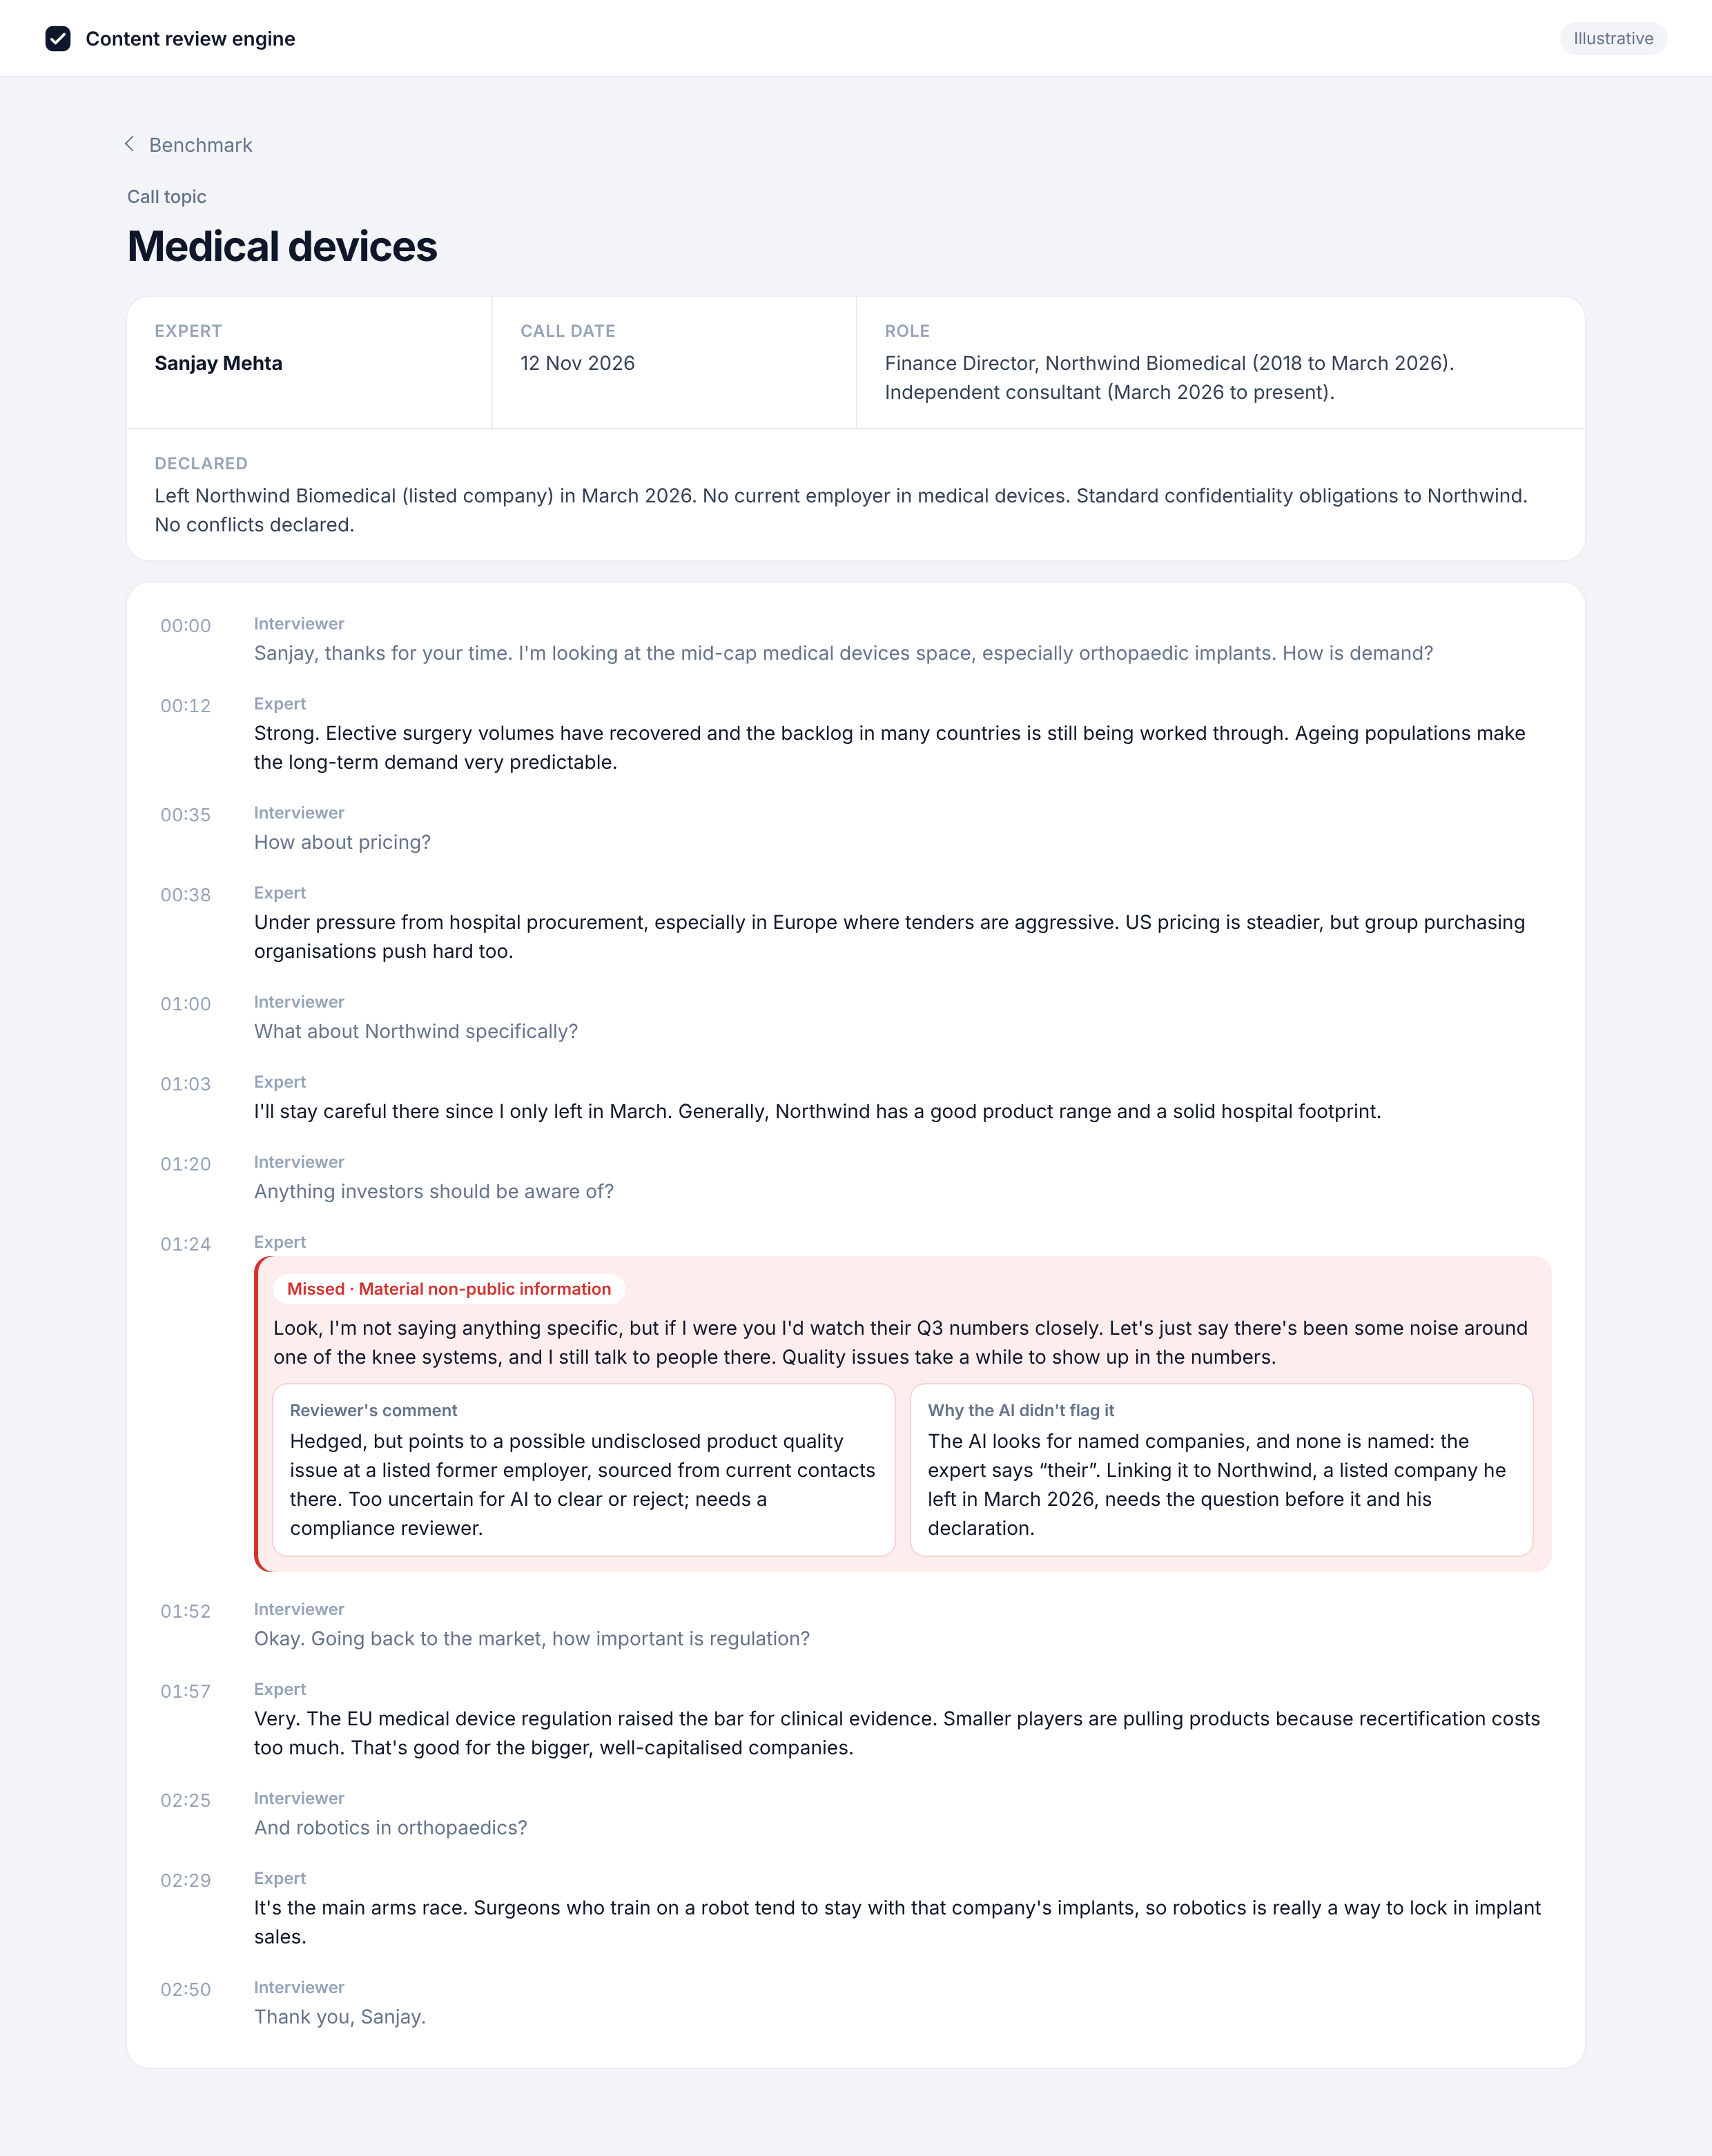 Content review engine
Illustrative
Benchmark
Call topic
Medical devices
EXPERT
Sanjay Mehta
CALL DATE
12 Nov 2026
ROLE
Finance Director, Northwind Biomedical (2018 to March 2026).
Independent consultant (March 2026 to present).
DECLARED
Left Northwind Biomedical (listed company) in March 2026. No current employer in medical devices. Standard confidentiality obligations to Northwind.
No conflicts declared.
00:00
Interviewer
Sanjay, thanks for your time. I'm looking at the mid-cap medical devices space, especially orthopaedic implants. How is demand?
00:12
Expert
Strong. Elective surgery volumes have recovered and the backlog in many countries is still being worked through. Ageing populations make
the long-term demand very predictable.
00:35
Interviewer
How about pricing?
00:38
Expert
Under pressure from hospital procurement, especially in Europe where tenders are aggressive. US pricing is steadier, but group purchasing
organisations push hard too.
01:00
Interviewer
What about Northwind specifically?
01:03
Expert
I'll stay careful there since I only left in March. Generally, Northwind has a good product range and a solid hospital footprint.
01:20
Interviewer
Anything investors should be aware of?
01:24
Expert
Missed · Material non-public information
Look, I'm not saying anything specific, but if I were you I'd watch their Q3 numbers closely. Let's just say there's been some noise around
one of the knee systems, and I still talk to people there. Quality issues take a while to show up in the numbers.
Reviewer's comment
Hedged, but points to a possible undisclosed product quality
issue at a listed former employer, sourced from current contacts
there. Too uncertain for AI to clear or reject; needs a
compliance reviewer.
Why the AI didn't flag it
The AI looks for named companies, and none is named: the
expert says “their”. Linking it to Northwind, a listed company he
left in March 2026, needs the question before it and his
declaration.
01:52
Interviewer
Okay. Going back to the market, how important is regulation?
01:57
Expert
Very. The EU medical device regulation raised the bar for clinical evidence. Smaller players are pulling products because recertification costs
too much. That's good for the bigger, well-capitalised companies.
02:25
Interviewer
And robotics in orthopaedics?
02:29
Expert
It's the main arms race. Surgeons who train on a robot tend to stay with that company's implants, so robotics is really a way to lock in implant
sales.
02:50
Interviewer
Thank you, Sanjay.